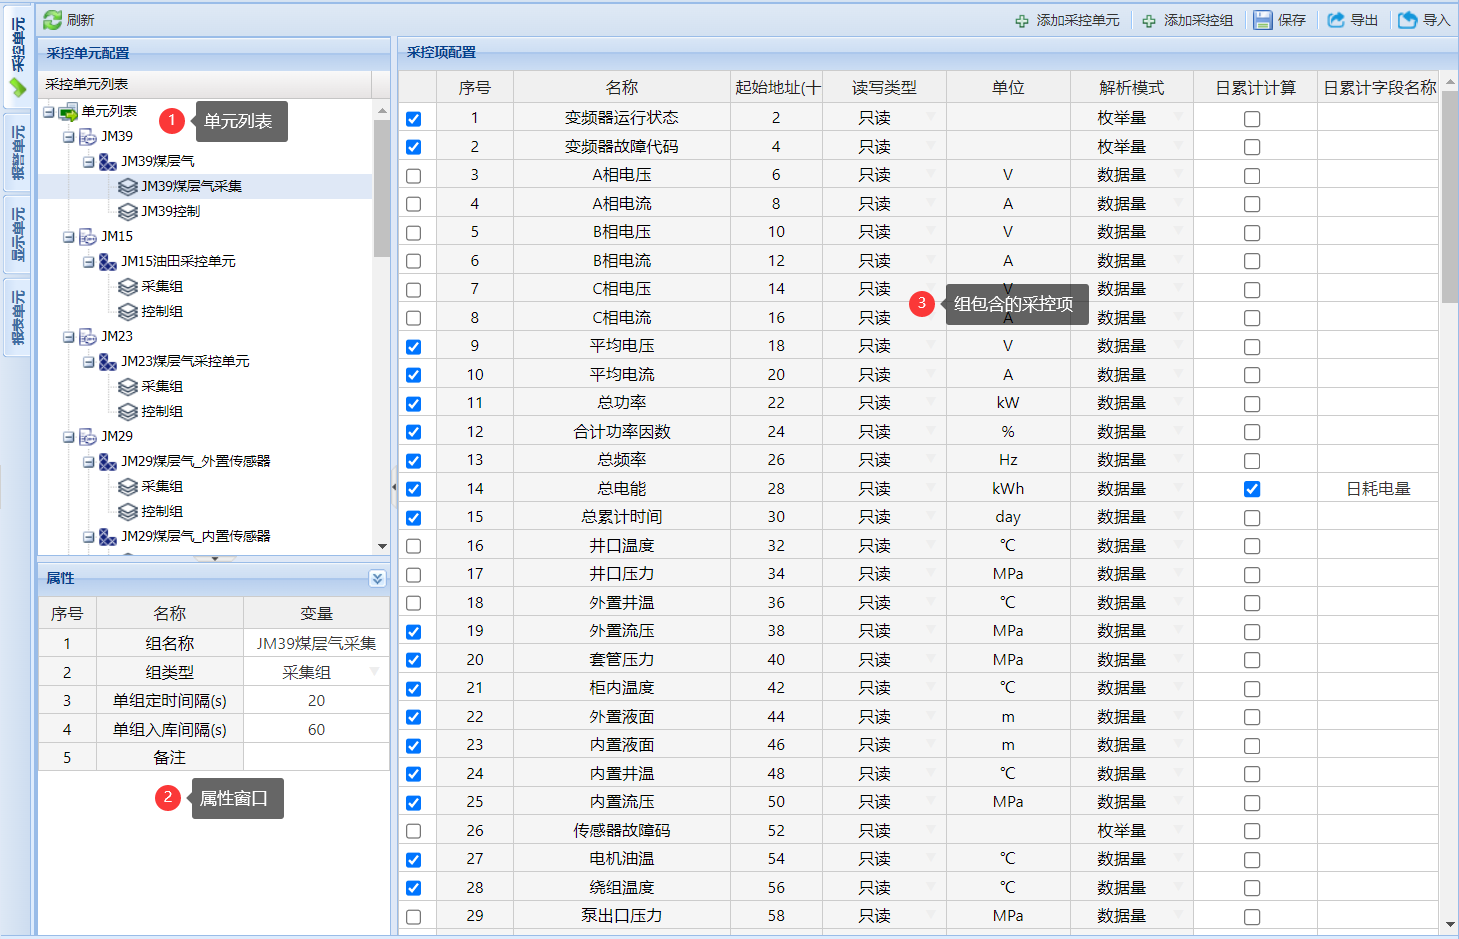 采控单元
报警单元
显示单元
报表单元
刷新
添加采控单元 添加采控组 保存 导出 导入
采控单元配置
采控单元列表
单元列表
1 单元列表
JM39
JM39煤层气
JM39煤层气采集
JM39控制
JM15
JM15油田采控单元
采集组
控制组
JM23
JM23煤层气采控单元
采集组
控制组
JM29
JM29煤层气_外置传感器
采集组
控制组
JM29煤层气_内置传感器
属性
序号 名称 变量
1 组名称 JM39煤层气采集
2 组类型 采集组
3 单组定时间隔(s) 20
4 单组入库间隔(s) 60
5 备注
2 属性窗口
采控项配置
序号 名称 起始地址(十 读写类型 单位 解析模式 日累计计算 日累计字段名称
1 变频器运行状态 2 只读 枚举量
2 变频器故障代码 4 只读 枚举量
3 A相电压 6 只读 V 数据量
4 A相电流 8 只读 A 数据量
5 B相电压 10 只读 V 数据量
6 B相电流 12 只读 A 数据量
7 C相电压 14 只读 V 数据量
3 组包含的采控项
8 C相电流 16 只读 A 数据量
9 平均电压 18 只读 V 数据量
10 平均电流 20 只读 A 数据量
11 总功率 22 只读 kW 数据量
12 合计功率因数 24 只读 % 数据量
13 总频率 26 只读 Hz 数据量
14 总电能 28 只读 kWh 数据量 日耗电量
15 总累计时间 30 只读 day 数据量
16 井口温度 32 只读 ℃ 数据量
17 井口压力 34 只读 MPa 数据量
18 外置井温 36 只读 ℃ 数据量
19 外置流压 38 只读 MPa 数据量
20 套管压力 40 只读 MPa 数据量
21 柜内温度 42 只读 ℃ 数据量
22 外置液面 44 只读 m 数据量
23 内置液面 46 只读 m 数据量
24 内置井温 48 只读 ℃ 数据量
25 内置流压 50 只读 MPa 数据量
26 传感器故障码 52 只读 枚举量
27 电机油温 54 只读 ℃ 数据量
28 绕组温度 56 只读 ℃ 数据量
29 泵出口压力 58 只读 MPa 数据量